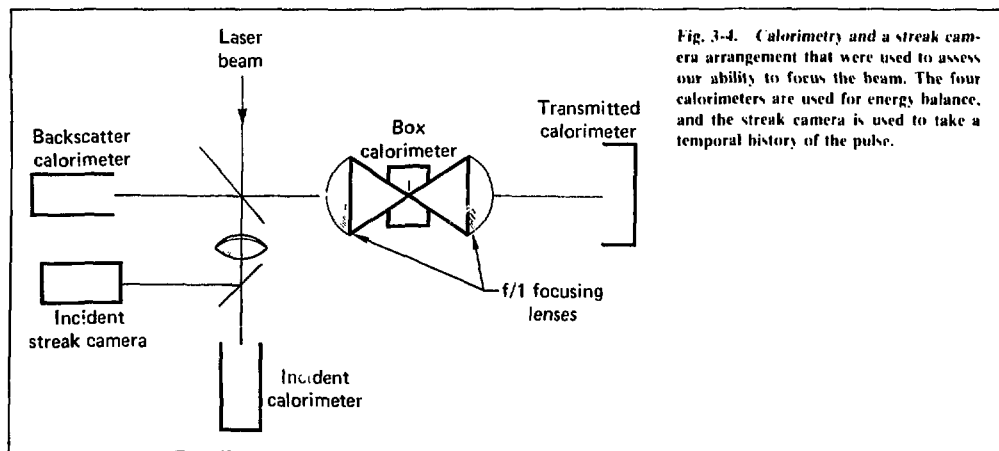 Laser
beam
Backscatter
calorimeter
Box
calorimeter
Transmitted
calorimeter
Incident
streak camera
Incident
calorimeter
f/1 focusing
lenses
Fig. 3-4. Calorimetry and a streak cam-
era arrangement that were used to assess
our ability to focus the beam. The four
calorimeters are used for energy balance,
and the streak camera is used to take a
temporal history of the pulse.